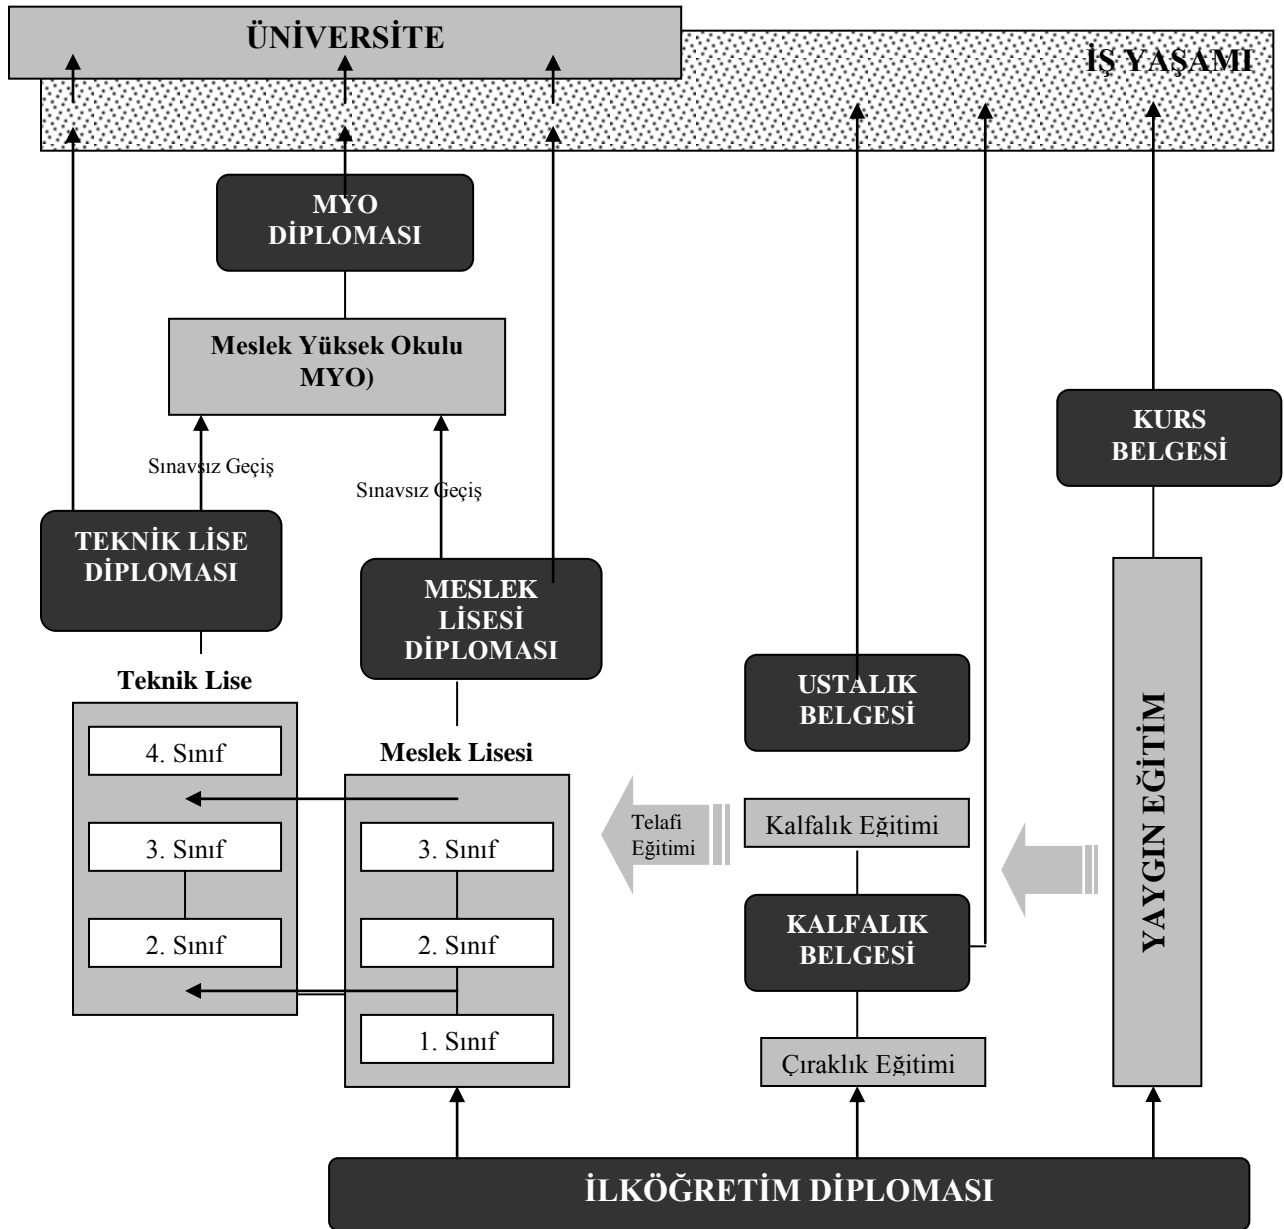 ÜNİVERSİTE
İŞ YAŞAMI
MYO
DİPLOMASI
Meslek Yüksek Okulu
MYO)
KURS
BELGESİ
Sınavsız Geçiş
Sınavsız Geçiş
TEKNİK LİSE
DİPLOMASI
MESLEK
LİSESİ
DİPLOMASI
Teknik Lise
USTALIK
BELGESİ
4. Sınıf
Meslek Lisesi
YAYGIN EĞİTİM
3. Sınıf
3. Sınıf
Telafi
Eğitimi
Kalfalık Eğitimi
2. Sınıf
2. Sınıf
KALFALIK
BELGESİ
1. Sınıf
Çıraklık Eğitimi
İLKÖĞRETİM DİPLOMASI